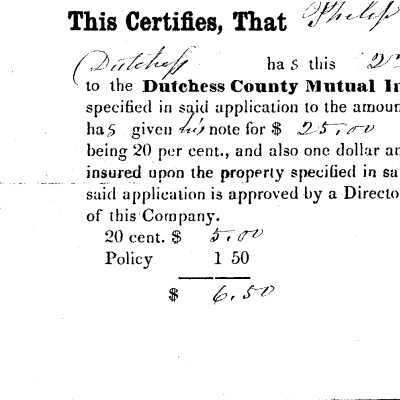 This Certifies, That Philip
Dutchess has this 2
to the Dutchess County Mutual In
specified in said application to the amoun
has given his note for $ 25.00
being 20 per cent., and also one dollar an
insured upon the property specified in sa
said application is approved by a Directo
of this Company.
20 cent. $ 5.00
Policy 1 50
$ 6.50